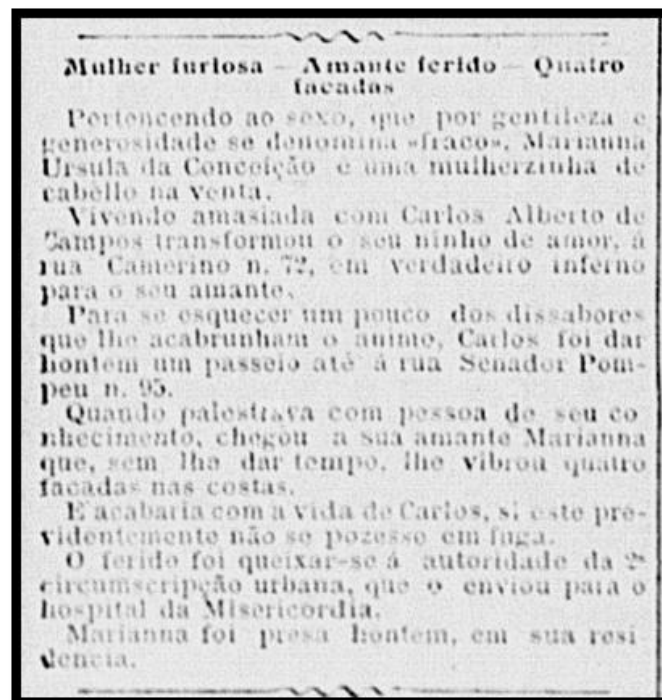 Mulher furiosa — Amante ferido — Quatro
facadas
Pertencendo ao sexo, que por gentileza e
generosidade se denomina «fraco», Marianna
Ursula da Conceição e uma mulherzinha de
cabello na venta.
Vivendo amasiada com Carlos Alberto de
Campos transformou o seu ninho de amor, á
rua Camerino n. 72, em verdadeiro inferno
para o seu amante.
Para se esquecer um pouco dos dissabores
que lhe acabrunham o animo, Carlos foi dar
hontem um passeio até á rua Senador Pom-
peu n. 95.
Quando palestrava com pessoa de seu co
nhecimento, chegou a sua amante Marianna
que, sem lha dar tempo, lhe vibrou quatro
facadas nas costas.
E acabaria com a vida de Carlos, si este pre-
videntemente não se pozesse em fuga.
O ferido foi queixar-se á autoridade da 2ª
circumscripção urbana, que o enviou para o
hospital da Misericordia.
Marianna foi presa hontem, em sua resi
dencia.